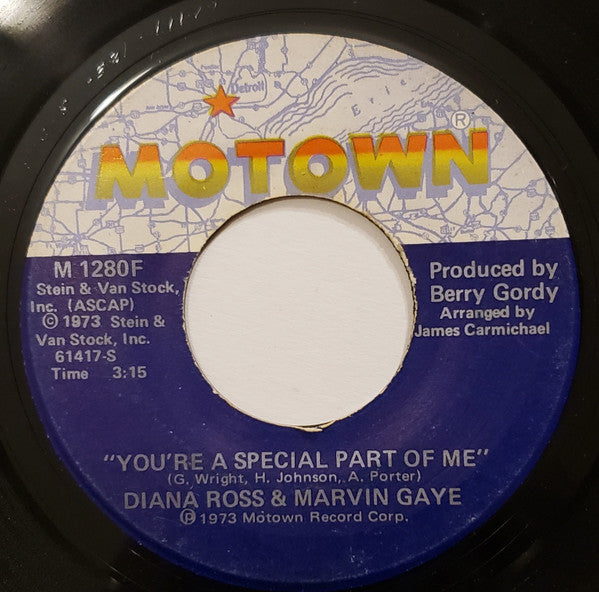 Detroit
Erie
MOTOWN®
M 1280F
Stein & Van Stock,
Inc. (ASCAP)
© 1973 Stein &
Van Stock, Inc.
61417-S
Time 3:15
Produced by
Berry Gordy
Arranged by
James Carmichael
"YOU'RE A SPECIAL PART OF ME"
(G. Wright, H. Johnson, A. Porter)
DIANA ROSS & MARVIN GAYE
℗ 1973 Motown Record Corp.